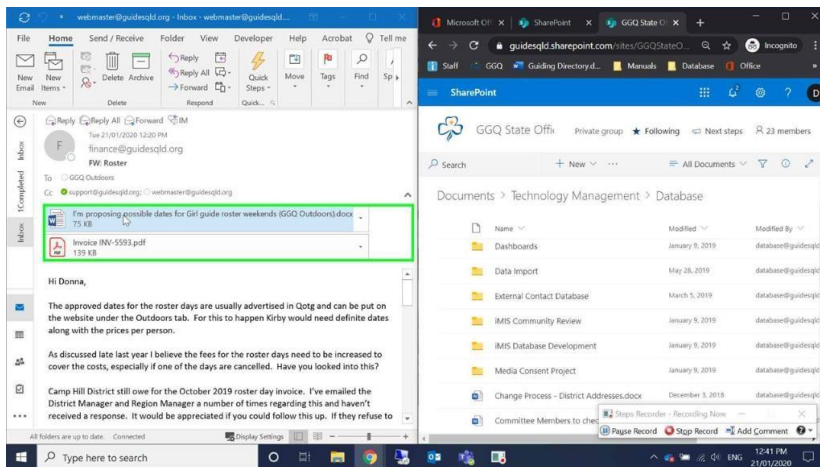 webmaster@guidesqld.org - Inbox - webmaster@guidesqld....
File Home Send / Receive Folder View Developer Help Acrobat Tell me
New Email
New Items
Delete
Archive
Reply
Reply All
Forward
Quick Steps
Move
Tags
Find
Sp
New Delete Respond Quick...
Reply Reply All Forward IM
Tue 21/01/2020 12:20 PM
F
finance@guidesqld.org
FW: Roster
To GGQ Outdoors
Cc support@guidesqld.org; webmaster@guidesqld.org
I'm proposing possible dates for Girl guide roster weekends (GGQ Outdoors).docx
75 KB
Invoice INV-5593.pdf
139 KB
Inbox
1Completed
Inbox
Hi Donna,
The approved dates for the roster days are usually advertised in Qotg and can be put on
the website under the Outdoors tab. For this to happen Kirby would need definite dates
along with the prices per person.
As discussed late last year I believe the fees for the roster days need to be increased to
cover the costs, especially if one of the days are cancelled. Have you looked into this?
Camp Hill District still owe for the October 2019 roster day invoice. I've emailed the
District Manager and Region Manager a number of times regarding this and haven't
received a response. It would be appreciated if you could follow this up. If they refuse to
All folders are up to date. Connected Display Settings
Microsoft Off SharePoint GGQ State O
guidesqld.sharepoint.com/sites/GGQStateO... Incognito
Staff GGQ Guiding Directory.d... Manuals Database Office
SharePoint
GGQ State Offic Private group Following Next steps 23 members
Search New All Documents
Documents > Technology Management > Database
Name Modified Modified By
Dashboards January 9, 2019 database@guidesqld
Data Import May 28, 2019 database@guidesqld
External Contact Database March 5, 2019 database@guidesqld
iMIS Community Review January 9, 2019 database@guidesqld
iMIS Database Development January 9, 2019 database@guidesqld
Media Consent Project January 9, 2019 database@guidesqld
Change Process - District Addresses.docx December 3, 2018 database@guidesqld
Committee Members to chec
Steps Recorder - Recording Now
Pause Record Stop Record Add Comment
Type here to search
ENG
12:41 PM
21/01/2020